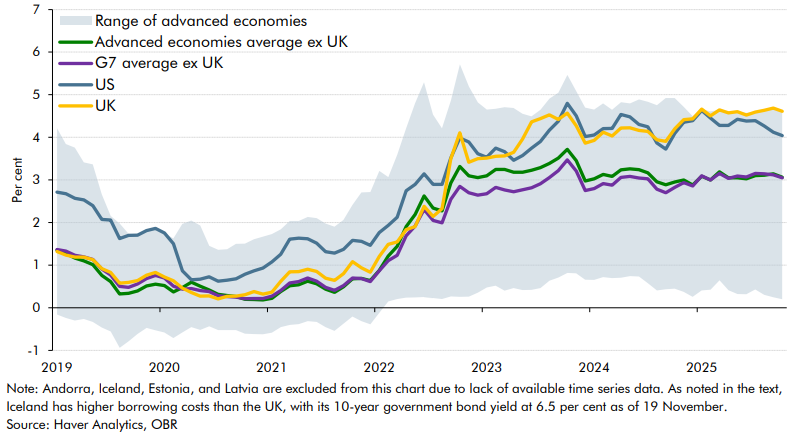 7
6
5
4
3
2
1
0
-1
Per cent
Range of advanced economies
Advanced economies average ex UK
G7 average ex UK
US
UK
2019 2020 2021 2022 2023 2024 2025
Note: Andorra, Iceland, Estonia, and Latvia are excluded from this chart due to lack of available time series data. As noted in the text,
Iceland has higher borrowing costs than the UK, with its 10-year government bond yield at 6.5 per cent as of 19 November.
Source: Haver Analytics, OBR